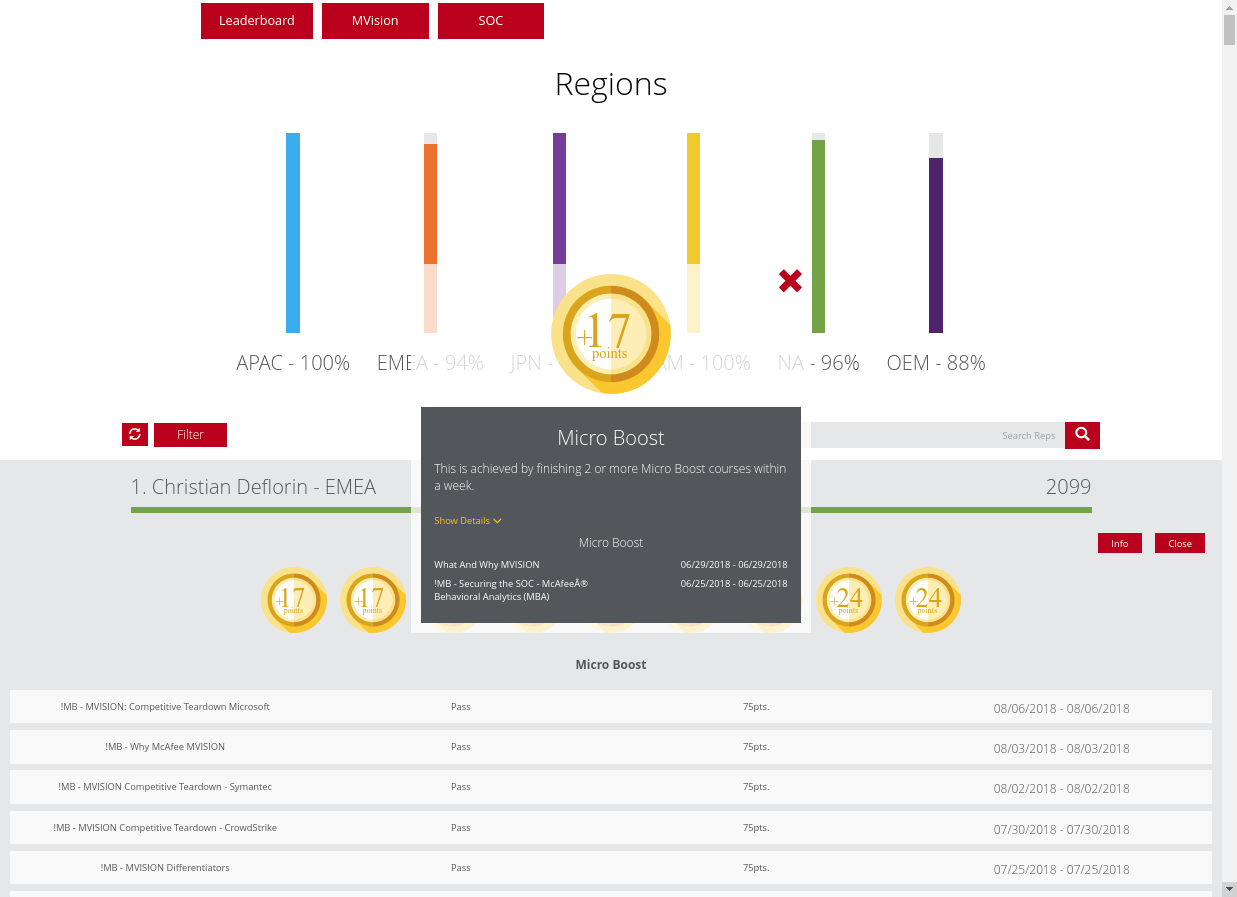 Leaderboard
MVision
SOC
Regions
APAC - 100%
EMEA - 94%
JPN -
AM - 100%
NA - 96%
OEM - 88%
+17
points
Filter
Search Reps
Micro Boost
This is achieved by finishing 2 or more Micro Boost courses within
a week.
Show Details
Micro Boost
What And Why MVISION 06/29/2018 - 06/29/2018
!MB - Securing the SOC - McAfeeÂ® 06/25/2018 - 06/25/2018
Behavioral Analytics (MBA)
1. Christian Deflorin - EMEA 2099
Info
Close
+17
points
+17
points
+24
points
+24
points
Micro Boost
!MB - MVISION: Competitive Teardown Microsoft Pass 75pts. 08/06/2018 - 08/06/2018
!MB - Why McAfee MVISION Pass 75pts. 08/03/2018 - 08/03/2018
!MB - MVISION Competitive Teardown - Symantec Pass 75pts. 08/02/2018 - 08/02/2018
!MB - MVISION Competitive Teardown - CrowdStrike Pass 75pts. 07/30/2018 - 07/30/2018
!MB - MVISION Differentiators Pass 75pts. 07/25/2018 - 07/25/2018